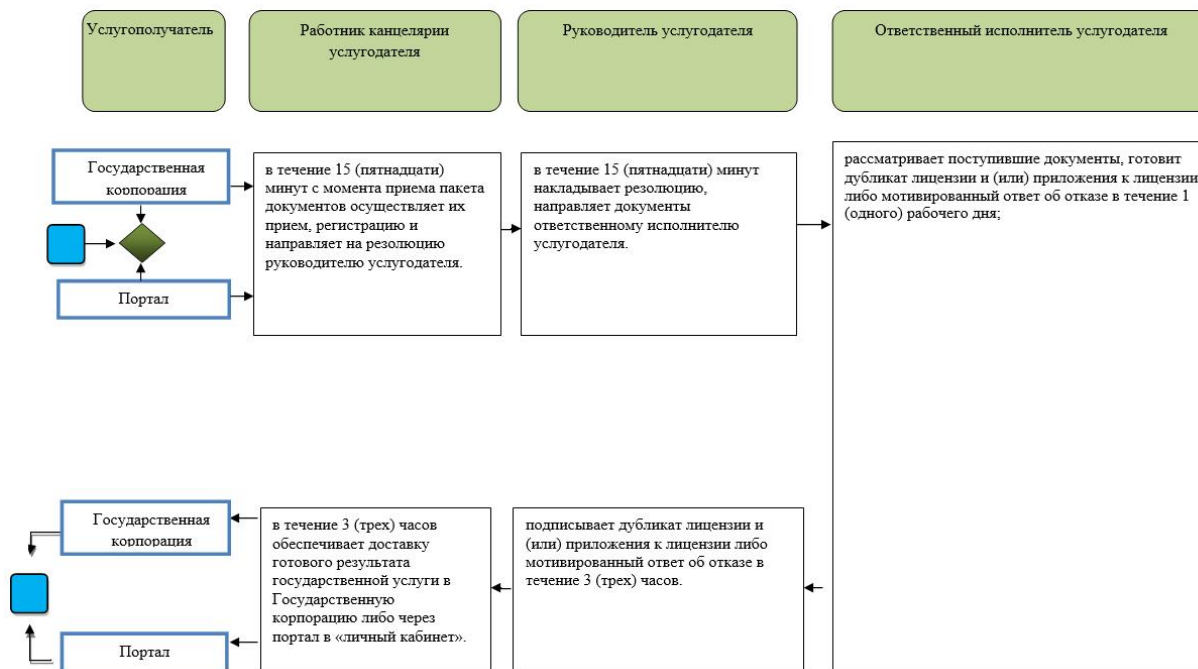 Услугополучатель
Работник канцелярии
услугодателя
Руководитель услугодателя
Ответственный исполнитель услугодателя
Государственная
корпорация
Портал
в течение 15 (пятнадцати)
минут с момента приема пакета
документов осуществляет их
прием, регистрацию и
направляет на резолюцию
руководителю услугодателя.
в течение 15 (пятнадцати) минут
накладывает резолюцию,
направляет документы
ответственному исполнителю
услугодателя.
рассматривает поступившие документы, готовит
дубликат лицензии и (или) приложения к лицензии
либо мотивированный ответ об отказе в течение 1
(одного) рабочего дня;
Государственная
корпорация
Портал
в течение 3 (трех) часов
обеспечивает доставку
готового результата
государственной услуги в
Государственную
корпорацию либо через
портал в «личный кабинет».
подписывает дубликат лицензии и
(или) приложения к лицензии либо
мотивированный ответ об отказе в
течение 3 (трех) часов.